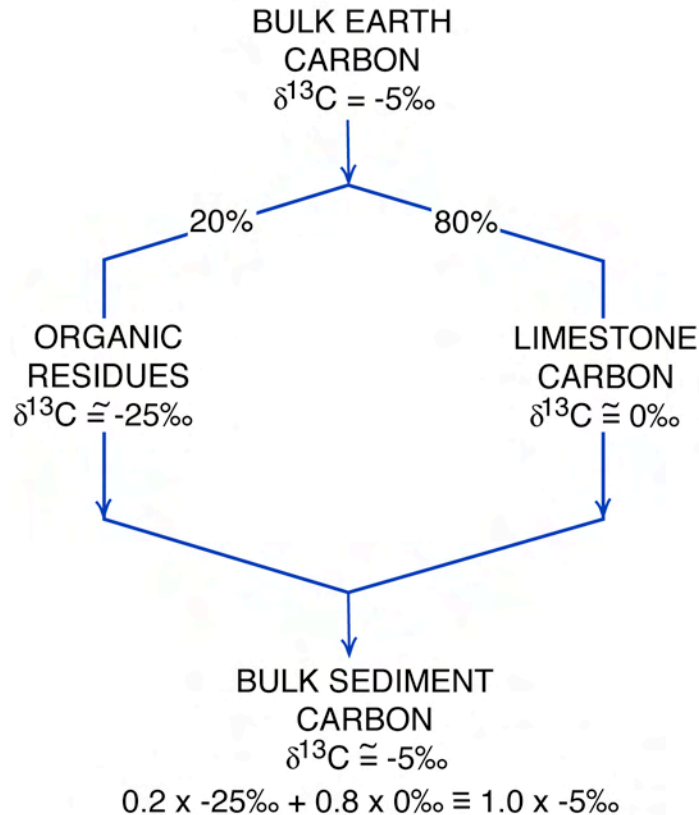 BULK EARTH
CARBON
δ¹³C = -5‰
20%
80%
ORGANIC
RESIDUES
δ¹³C ≅ -25‰
LIMESTONE
CARBON
δ¹³C ≅ 0‰
BULK SEDIMENT
CARBON
δ¹³C ≅ -5‰
0.2 x -25‰ + 0.8 x 0‰ ≡ 1.0 x -5‰